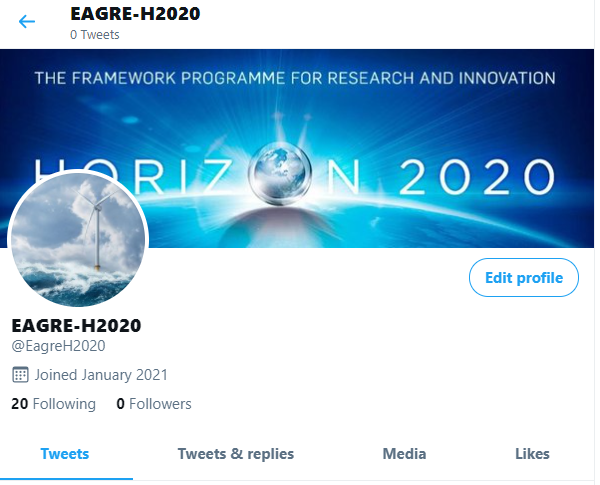 EAGRE-H2020
0 Tweets
THE FRAMEWORK PROGRAMME FOR RESEARCH AND INNOVATION
HORIZON 2020
Edit profile
EAGRE-H2020
@EagreH2020
Joined January 2021
20 Following 0 Followers
Tweets Tweets & replies Media Likes